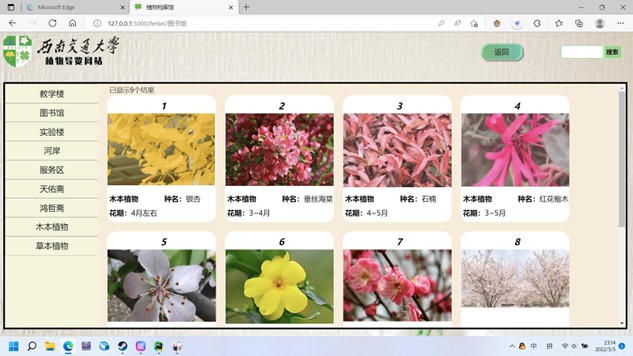 Microsoft Edge
植物档案馆
127.0.0.1:5000/fenlei/图书馆
西南交通大学
植物导览网站
返回
搜索
教学楼
图书馆
实验楼
河岸
服务区
天佑斋
鸿哲斋
木本植物
草本植物
已显示9个结果
1
木本植物 种名：银杏
花期：4月左右
2
木本植物 种名：垂丝海棠
花期：3~4月
3
木本植物 种名：石楠
花期：4~5月
4
木本植物 种名：红花檵木
花期：3~5月
5
6
7
8
中
拼
23:14
2022/5/5